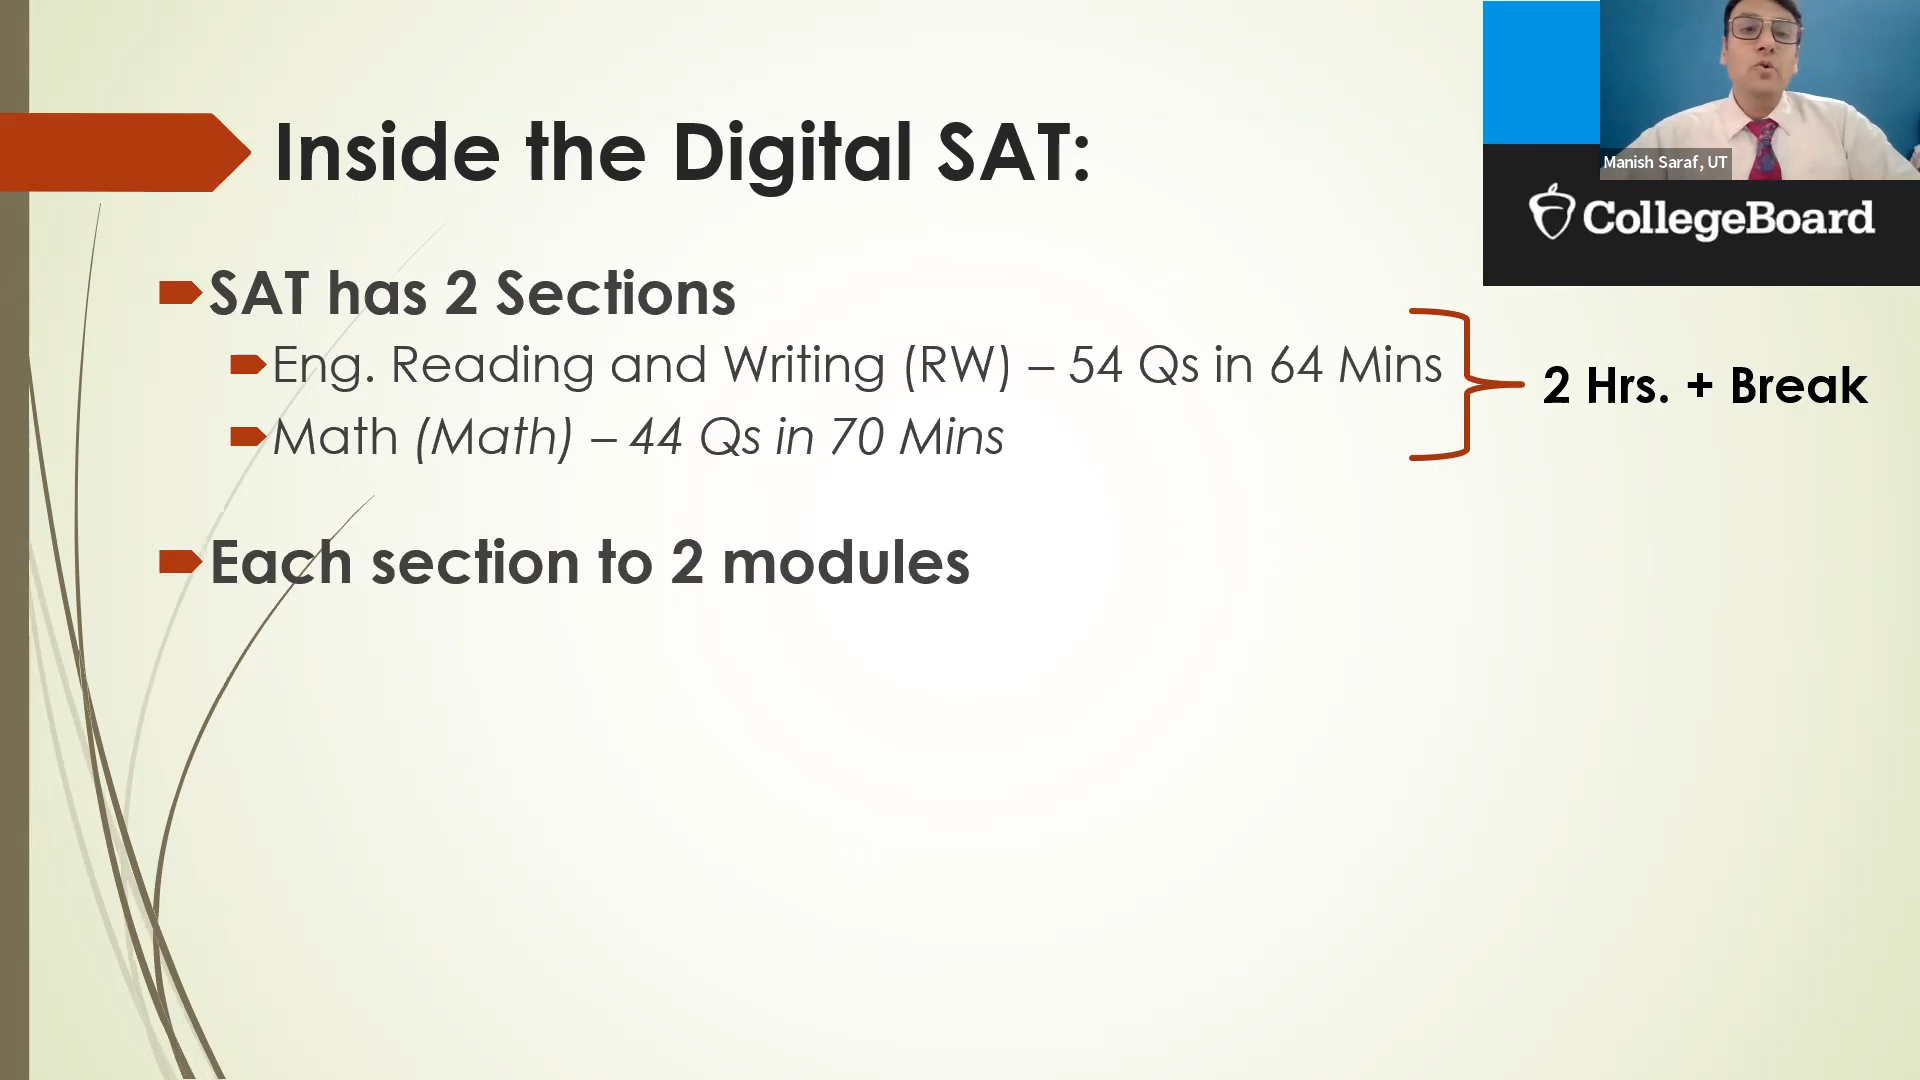 Inside the Digital SAT:
Manish Saraf, UT
CollegeBoard
SAT has 2 Sections
Eng. Reading and Writing (RW) – 54 Qs in 64 Mins
Math (Math) – 44 Qs in 70 Mins
2 Hrs. + Break
Each section to 2 modules